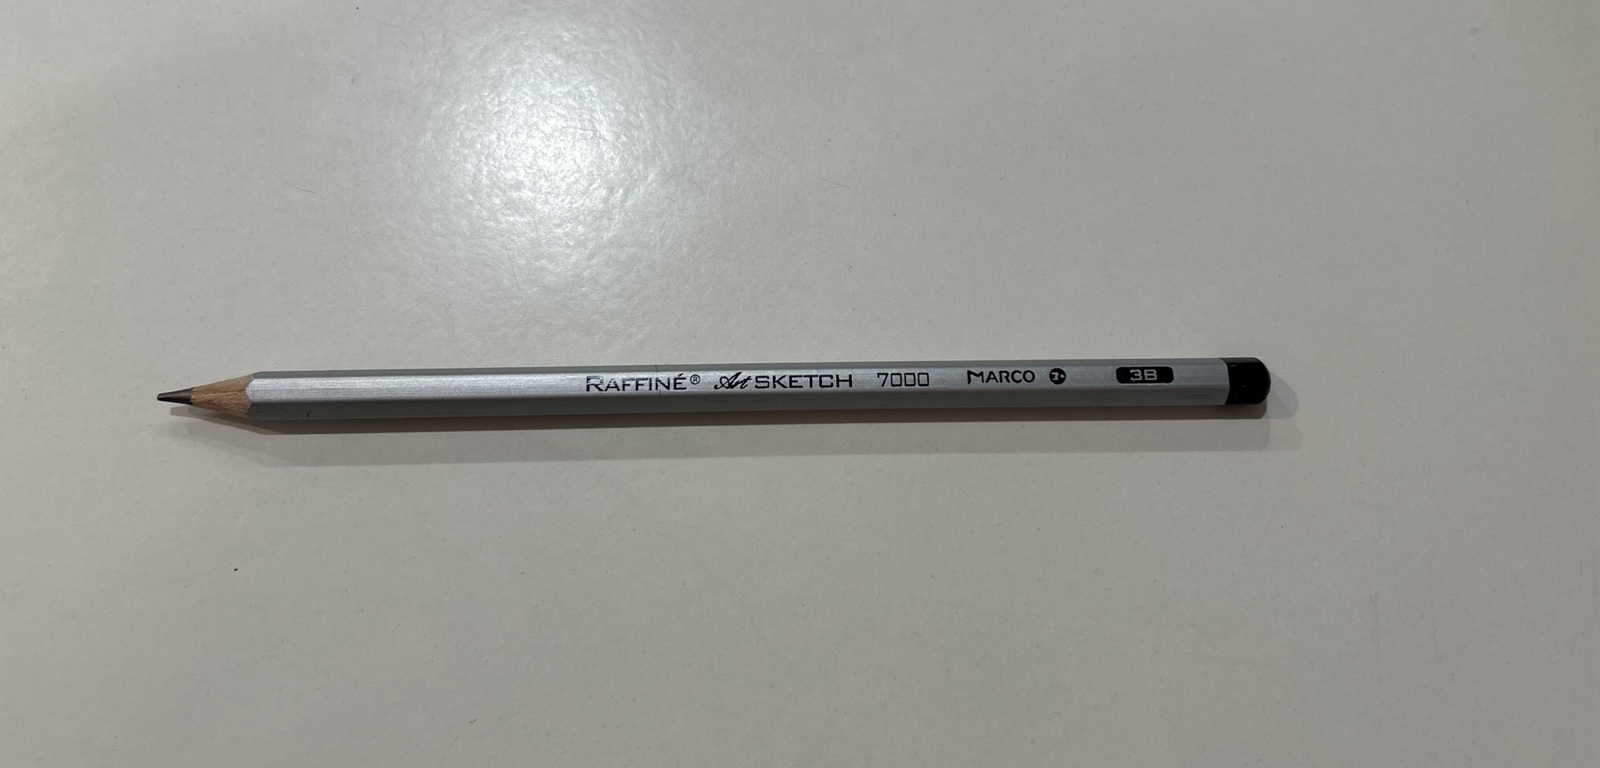 RAFFINÉ® Art SKETCH 7000 MARCO 3B